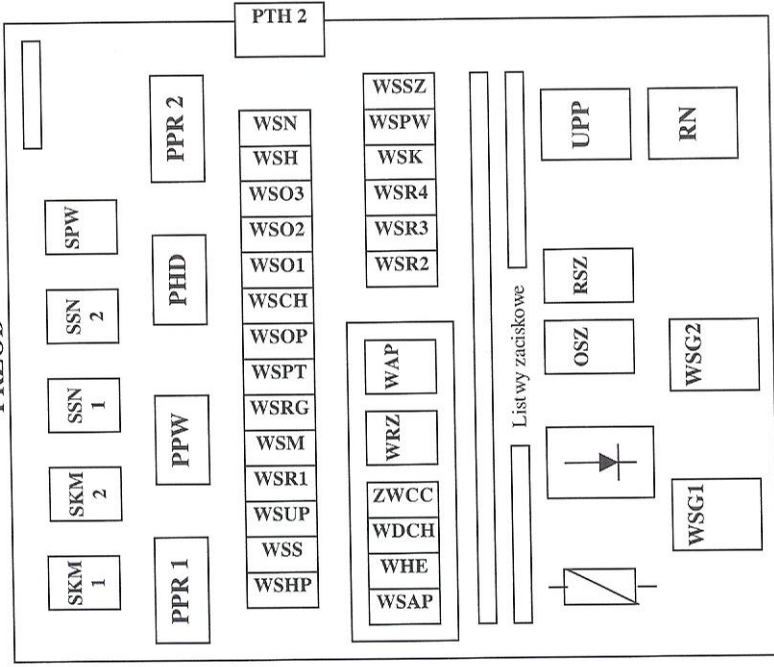 PTH 2
SKM
1
SKM
2
SSN
1
SSN
2
SPW
PPR 1
PPW
PHD
PPR 2
WSN
WSH
WSO3
WSO2
WSO1
WSCH
WSOP
WSPT
WSRG
WSM
WSR1
WSUP
WSS
WSHP
WSSZ
WSPW
WSK
WSR4
WSR3
WSR2
WAP
WRZ
ZWCC
WDCH
WHE
WSAP
Listwy zaciskowe
OSZ
RSZ
UPP
RN
WSG1
WSG2